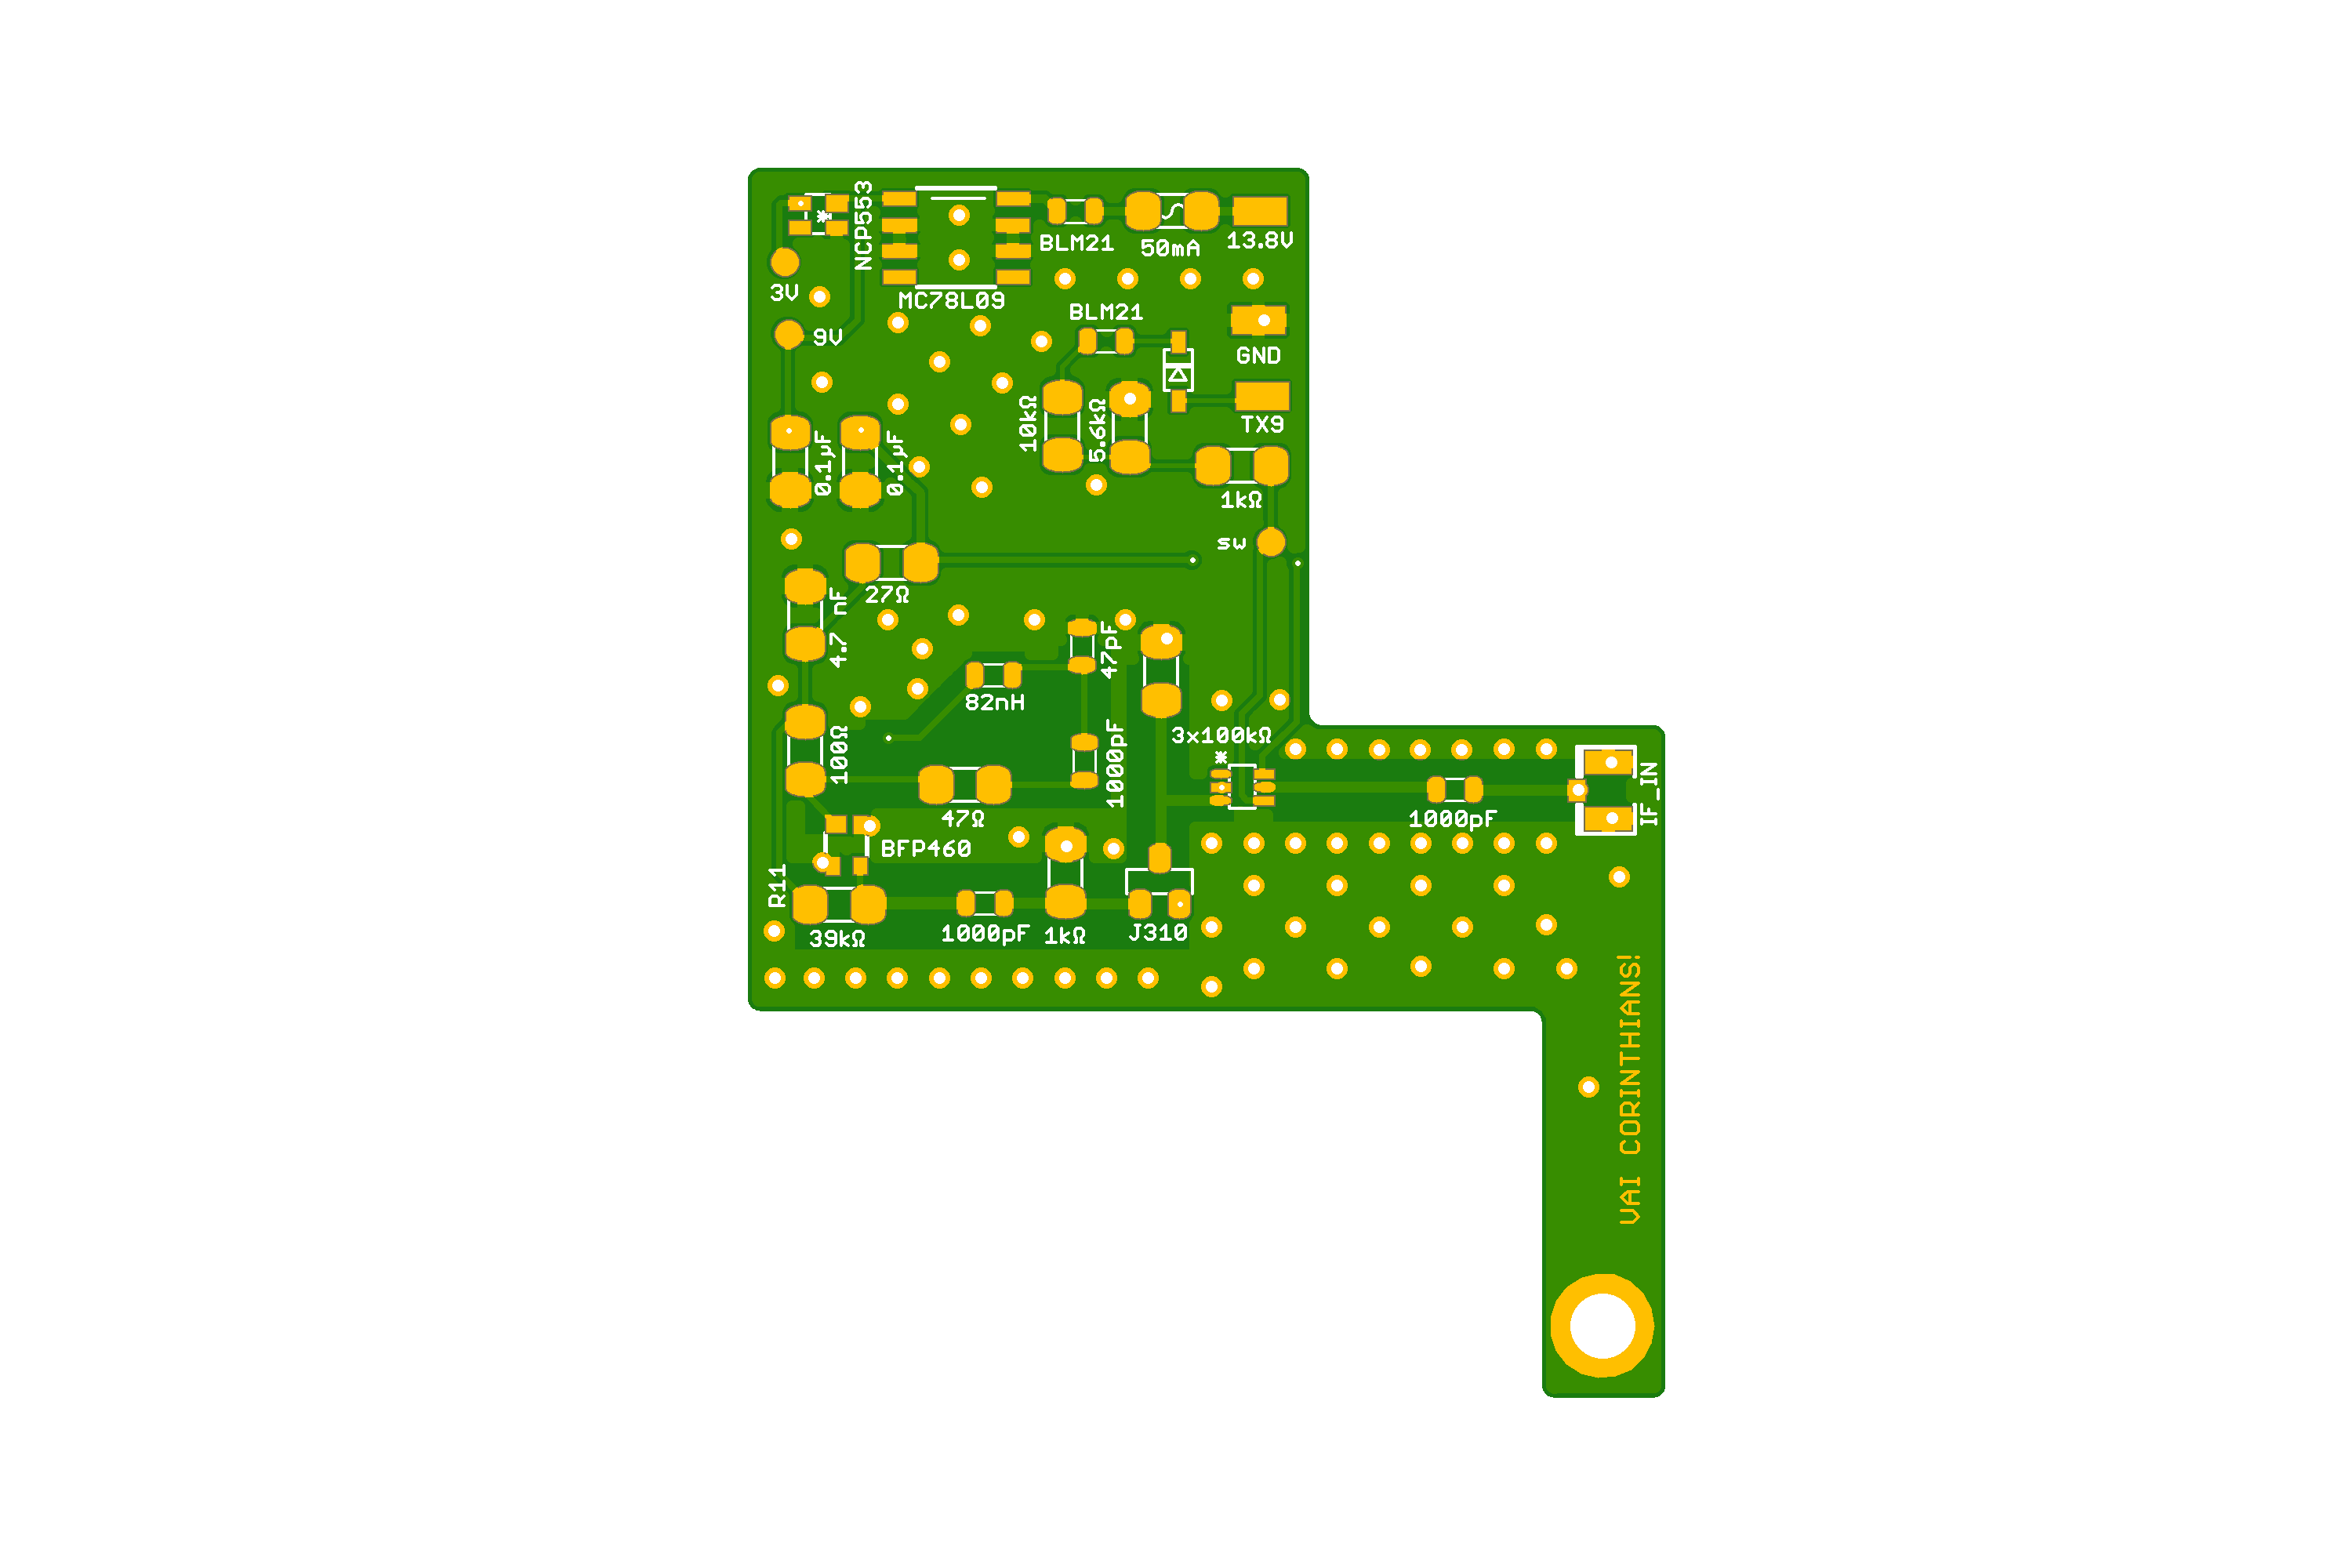 NCP553
BLM21
50mA
13.8V
3V
MC78L09
BLM21
9V
GND
10kΩ
5.6kΩ
TX9
0.1µF
0.1µF
1kΩ
sw
27Ω
4.7 nF
47pF
82nH
3x100kΩ
*
100Ω
1000pF
IF_IN
47Ω
1000pF
BFP460
R11
39kΩ
1000pF
1kΩ
J310
VAI CORINTHIANS!